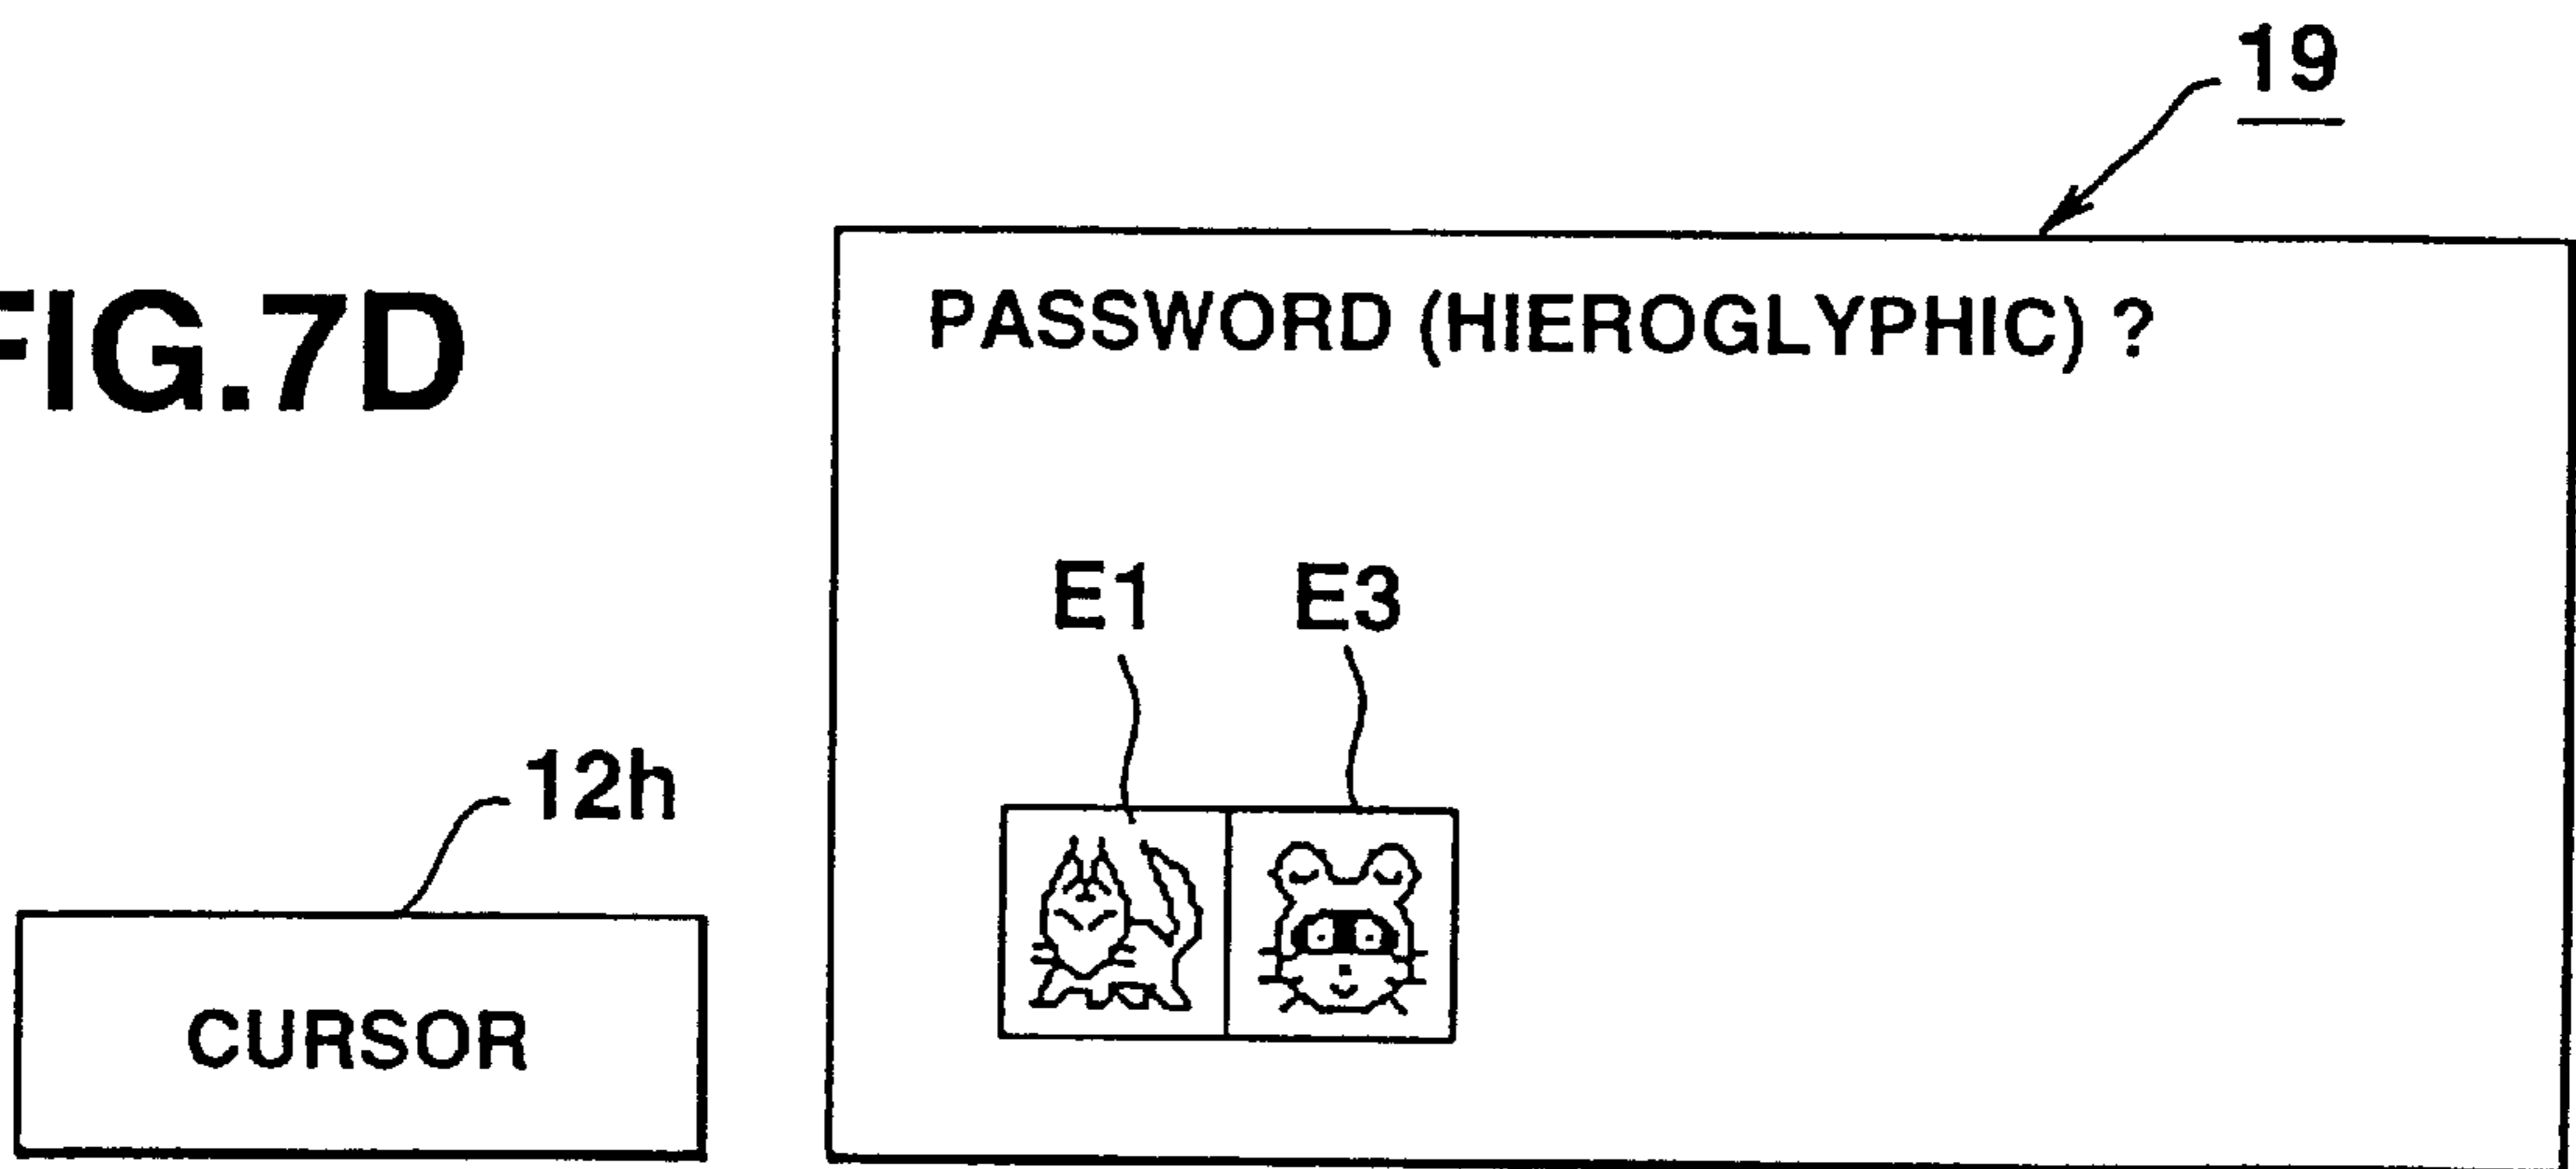 19
FIG.7D
PASSWORD (HIEROGLYPHIC) ?
E1 E3
12h
CURSOR